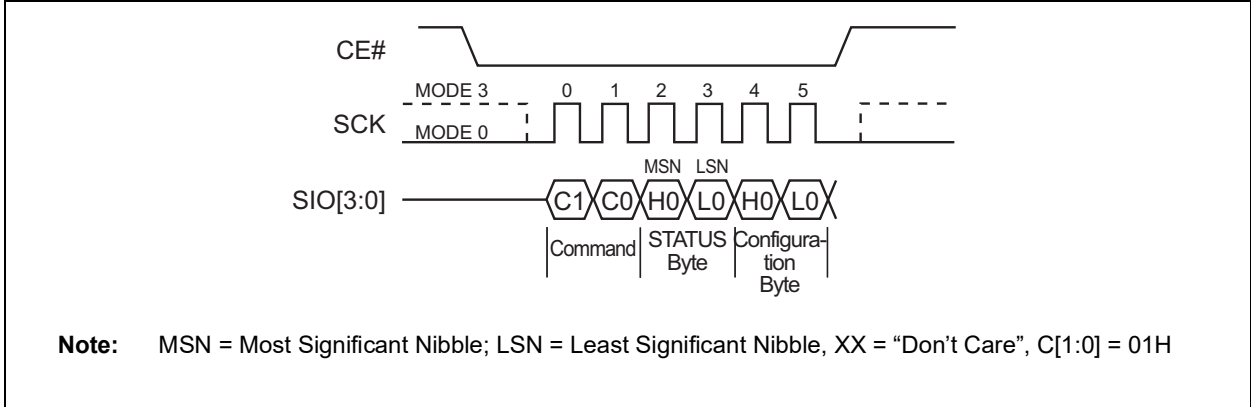 CE#
MODE 3
0 1 2 3 4 5
SCK
MODE 0
MSN LSN
SIO[3:0]
C1 C0 H0 L0 H0 L0
Command
STATUS
Byte
Configura-
tion
Byte
Note: MSN = Most Significant Nibble; LSN = Least Significant Nibble, XX = “Don’t Care”, C[1:0] = 01H